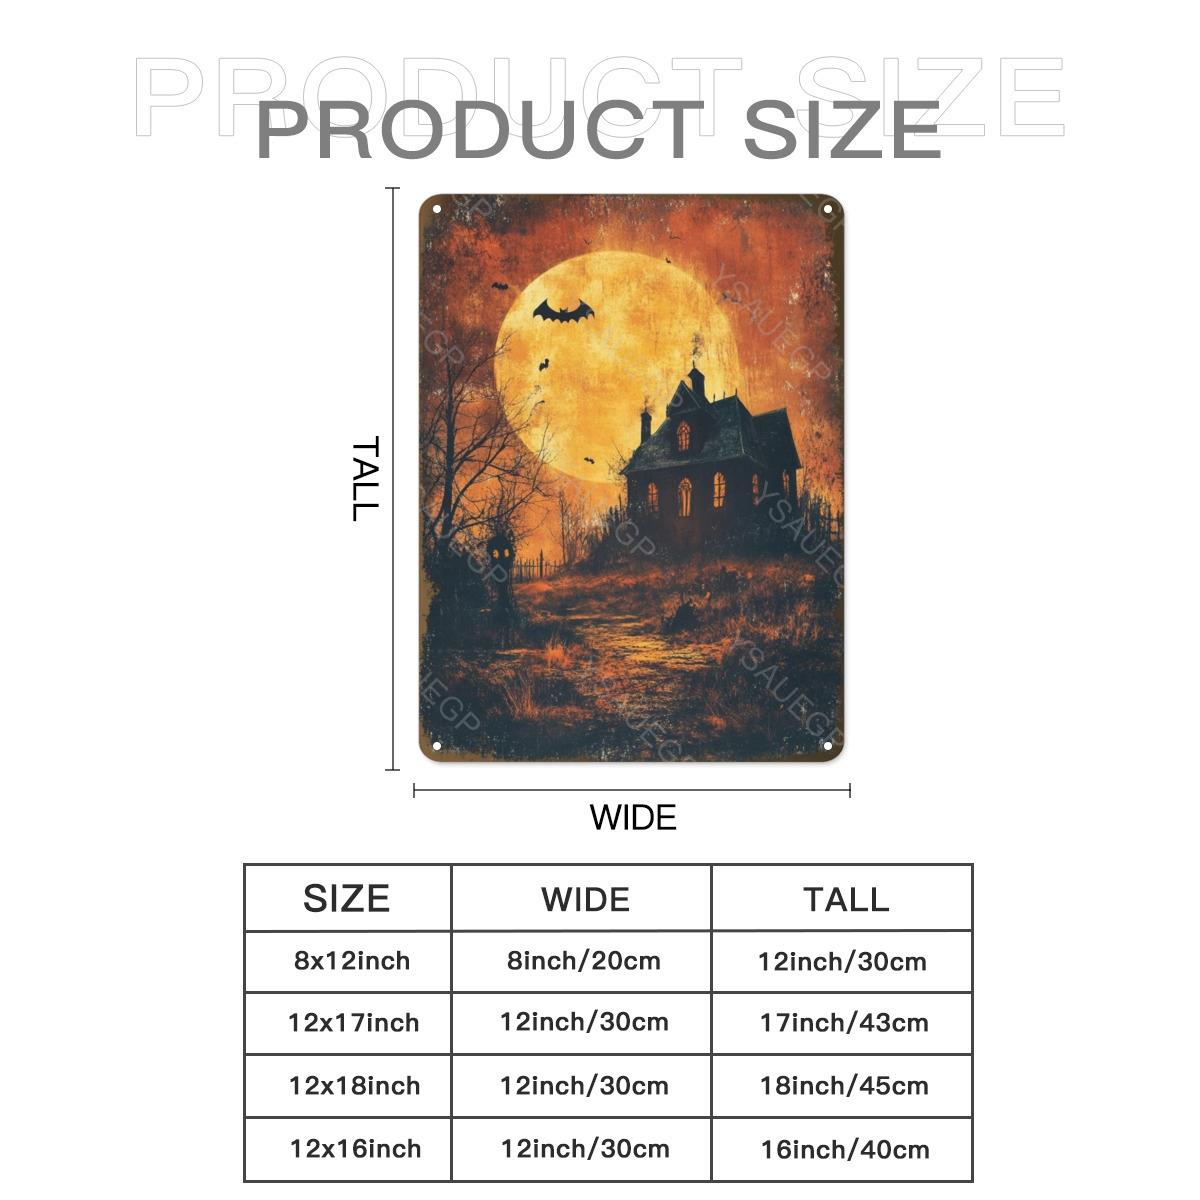 PRODUCT SIZE
PRODUCT SIZE
TALL
YSAUEGP
YSAUEGP
WIDE
SIZE WIDE TALL
8x12inch 8inch/20cm 12inch/30cm
12x17inch 12inch/30cm 17inch/43cm
12x18inch 12inch/30cm 18inch/45cm
12x16inch 12inch/30cm 16inch/40cm